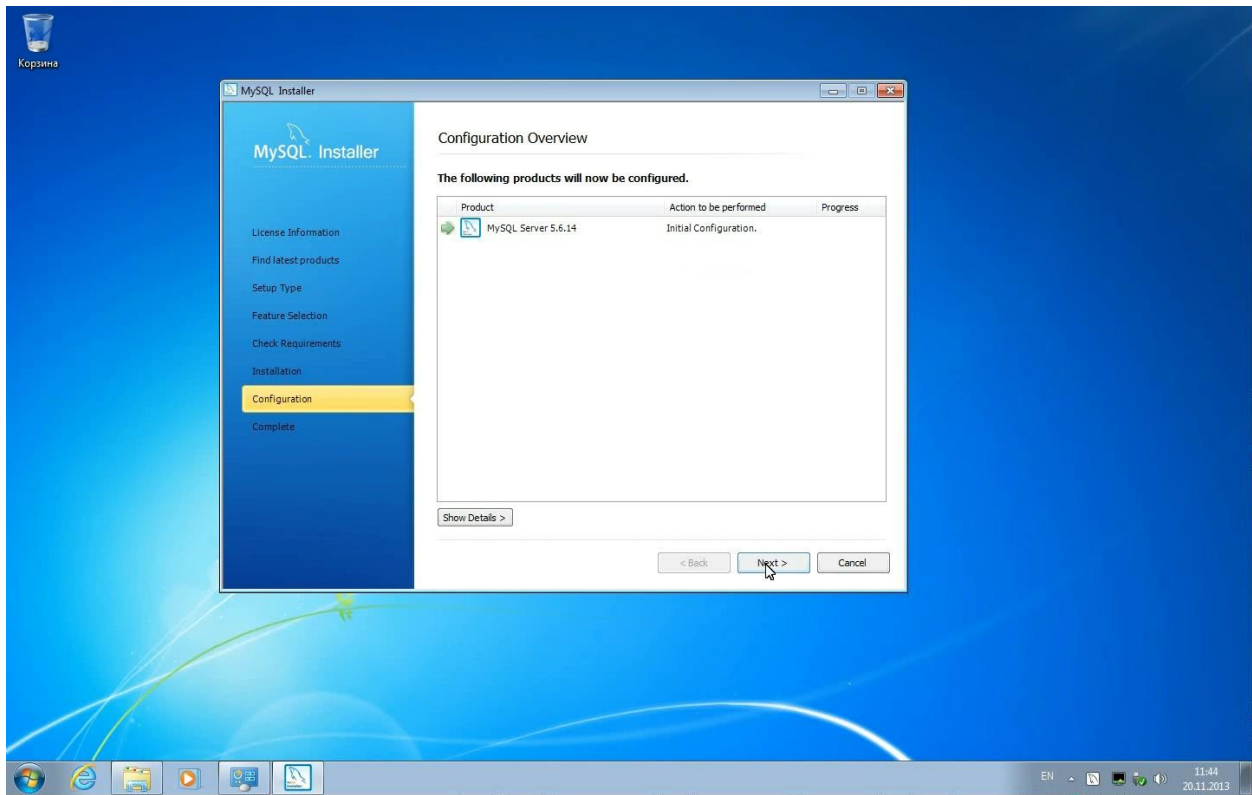 Корзина
MySQL Installer
MySQL. Installer
License Information
Find latest products
Setup Type
Feature Selection
Check Requirements
Installation
Configuration
Complete
Configuration Overview
The following products will now be configured.
Product Action to be performed Progress
MySQL Server 5.6.14 Initial Configuration.
Show Details >
< Back Next > Cancel
EN 11:44
20.11.2013